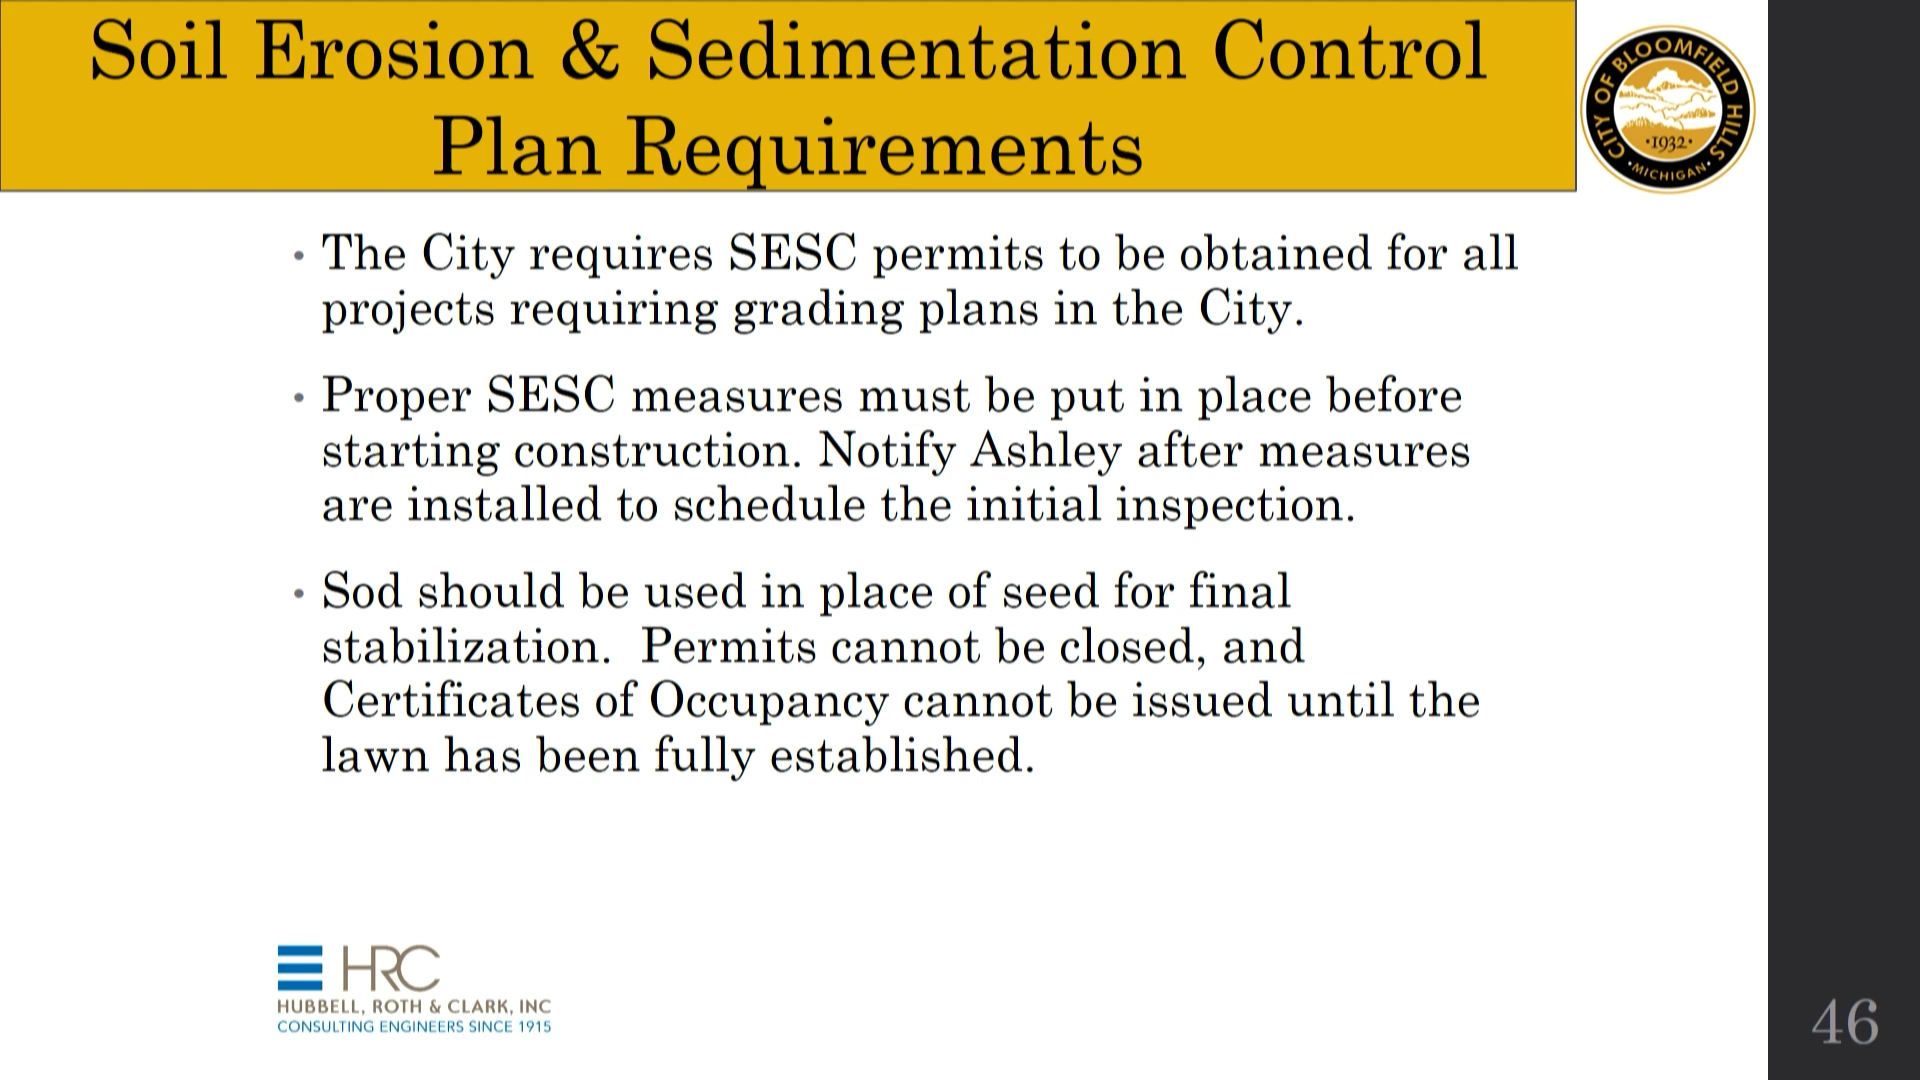 Soil Erosion & Sedimentation Control
Plan Requirements
CITY OF BLOOMFIELD HILLS
·1932·
·MICHIGAN·
• The City requires SESC permits to be obtained for all
projects requiring grading plans in the City.
• Proper SESC measures must be put in place before
starting construction. Notify Ashley after measures
are installed to schedule the initial inspection.
• Sod should be used in place of seed for final
stabilization.  Permits cannot be closed, and
Certificates of Occupancy cannot be issued until the
lawn has been fully established.
HRC
HUBBELL, ROTH & CLARK, INC
CONSULTING ENGINEERS SINCE 1915
46